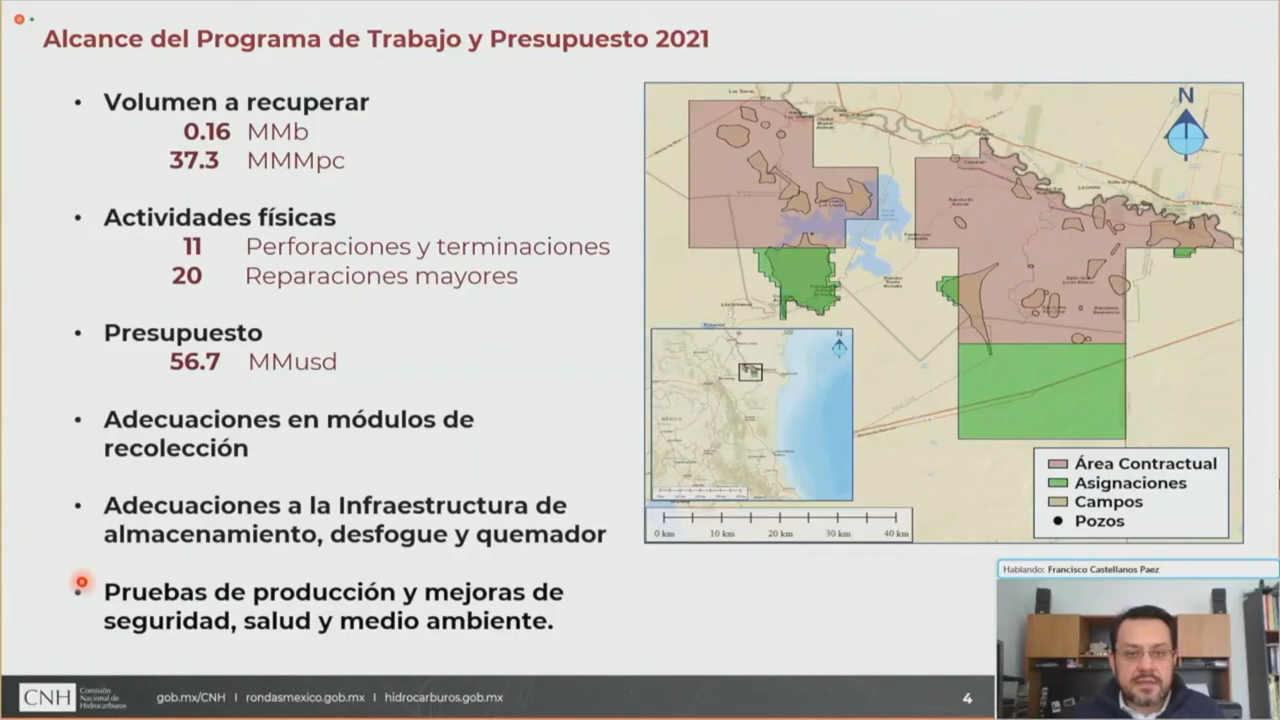 Alcance del Programa de Trabajo y Presupuesto 2021
• Volumen a recuperar
0.16 MMb
37.3 MMMpc
• Actividades físicas
11 Perforaciones y terminaciones
20 Reparaciones mayores
• Presupuesto
56.7 MMusd
• Adecuaciones en módulos de
recolección
• Adecuaciones a la Infraestructura de
almacenamiento, desfogue y quemador
• Pruebas de producción y mejoras de
seguridad, salud y medio ambiente.
N
N
0 km 10 km 20 km 30 km 40 km
Área Contractual
Asignaciones
Campos
Pozos
Hablando: Francisco Castellanos Paez
CNH Comisión
Nacional de
Hidrocarburos
gob.mx/CNH | rondasmexico.gob.mx | hidrocarburos.gob.mx
4